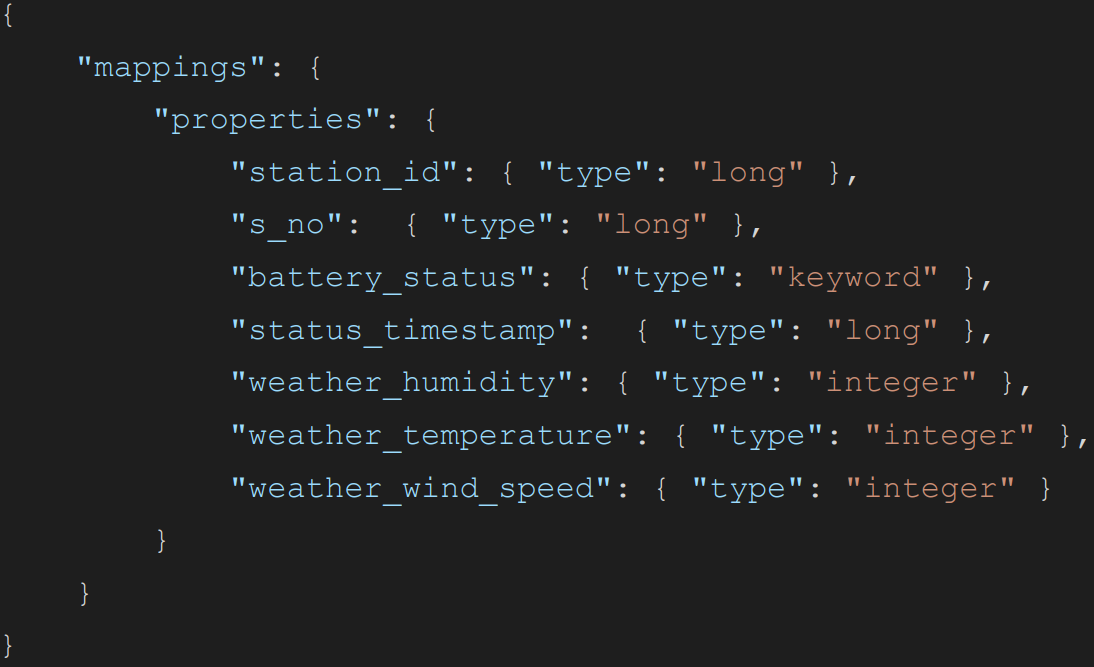 {
"mappings": {
"properties": {
"station_id": { "type": "long" },
"s_no":  { "type": "long" },
"battery_status": { "type": "keyword" },
"status_timestamp":  { "type": "long" },
"weather_humidity": { "type": "integer" },
"weather_temperature": { "type": "integer" },
"weather_wind_speed": { "type": "integer" }
}
}
}